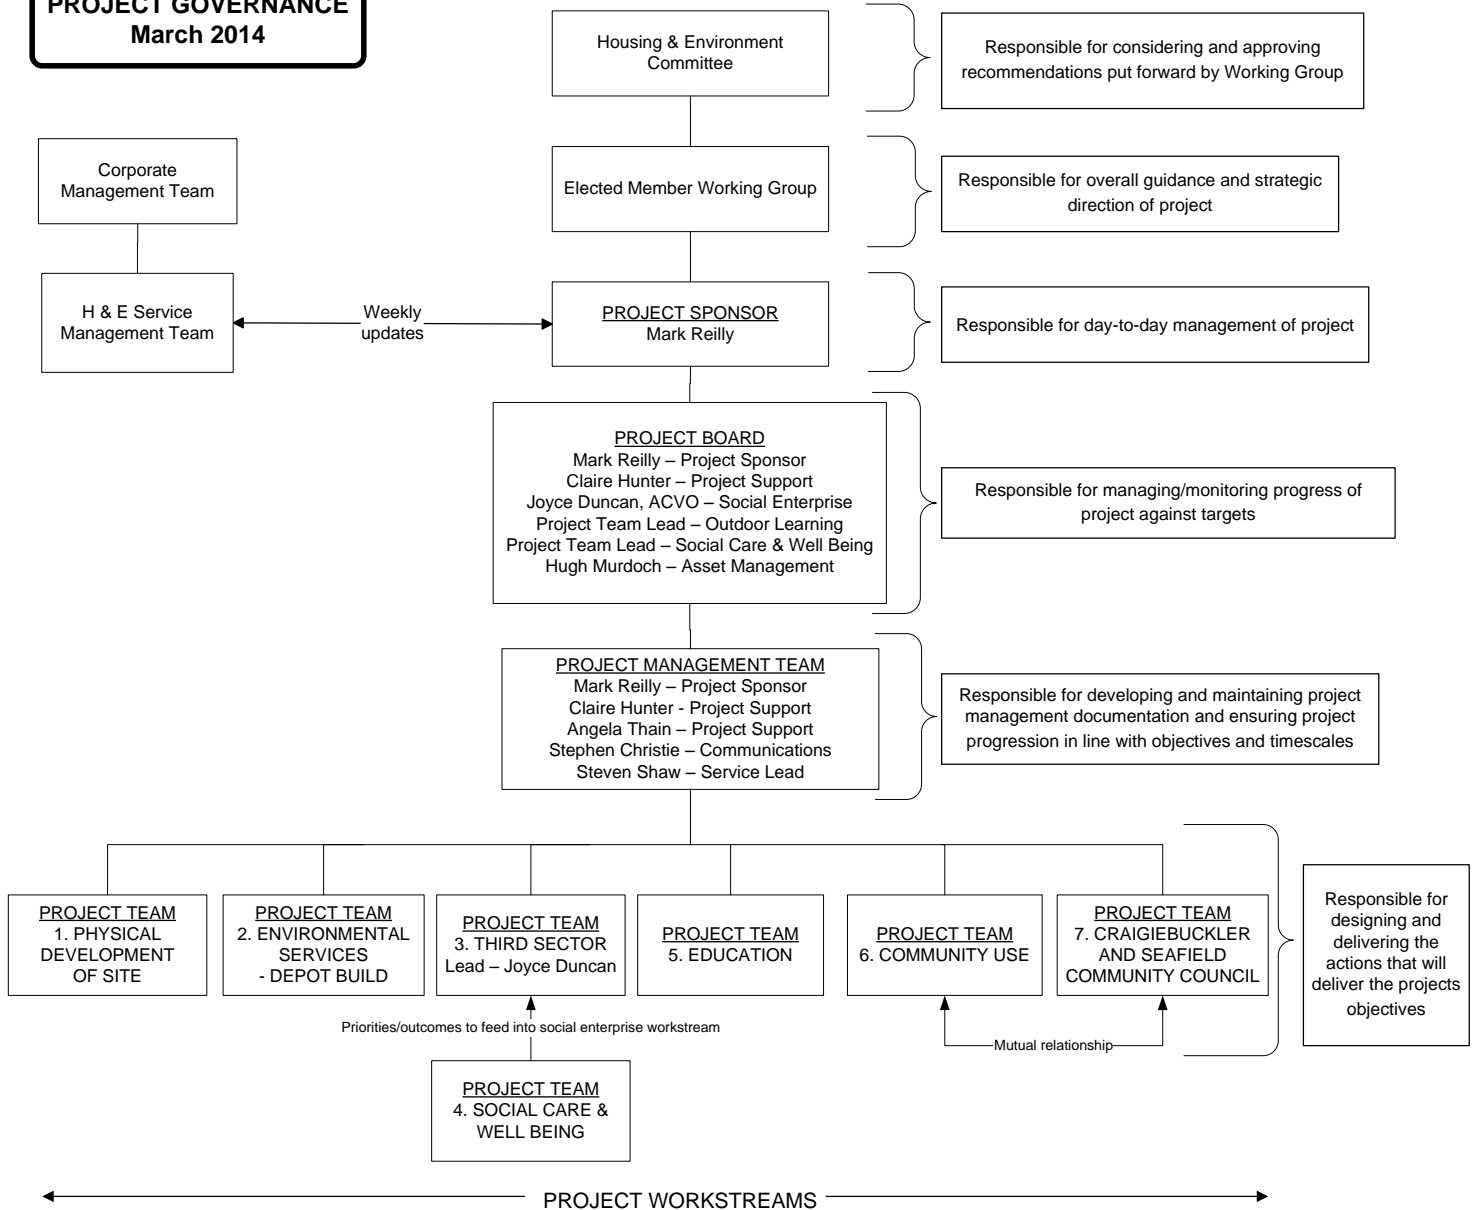 PROJECT GOVERNANCE
March 2014
Housing & Environment
Committee
Responsible for considering and approving
recommendations put forward by Working Group
Corporate
Management Team
Elected Member Working Group
Responsible for overall guidance and strategic
direction of project
H & E Service
Management Team
Weekly
updates
PROJECT SPONSOR
Mark Reilly
Responsible for day-to-day management of project
PROJECT BOARD
Mark Reilly – Project Sponsor
Claire Hunter – Project Support
Joyce Duncan, ACVO – Social Enterprise
Project Team Lead – Outdoor Learning
Project Team Lead – Social Care & Well Being
Hugh Murdoch – Asset Management
Responsible for managing/monitoring progress of
project against targets
PROJECT MANAGEMENT TEAM
Mark Reilly – Project Sponsor
Claire Hunter - Project Support
Angela Thain – Project Support
Stephen Christie – Communications
Steven Shaw – Service Lead
Responsible for developing and maintaining project
management documentation and ensuring project
progression in line with objectives and timescales
PROJECT TEAM
1. PHYSICAL
DEVELOPMENT
OF SITE
PROJECT TEAM
2. ENVIRONMENTAL
SERVICES
- DEPOT BUILD
PROJECT TEAM
3. THIRD SECTOR
Lead – Joyce Duncan
PROJECT TEAM
5. EDUCATION
PROJECT TEAM
6. COMMUNITY USE
PROJECT TEAM
7. CRAIGIEBUCKLER
AND SEAFIELD
COMMUNITY COUNCIL
Responsible for
designing and
delivering the
actions that will
deliver the projects
objectives
Priorities/outcomes to feed into social enterprise workstream
Mutual relationship
PROJECT TEAM
4. SOCIAL CARE &
WELL BEING
PROJECT WORKSTREAMS